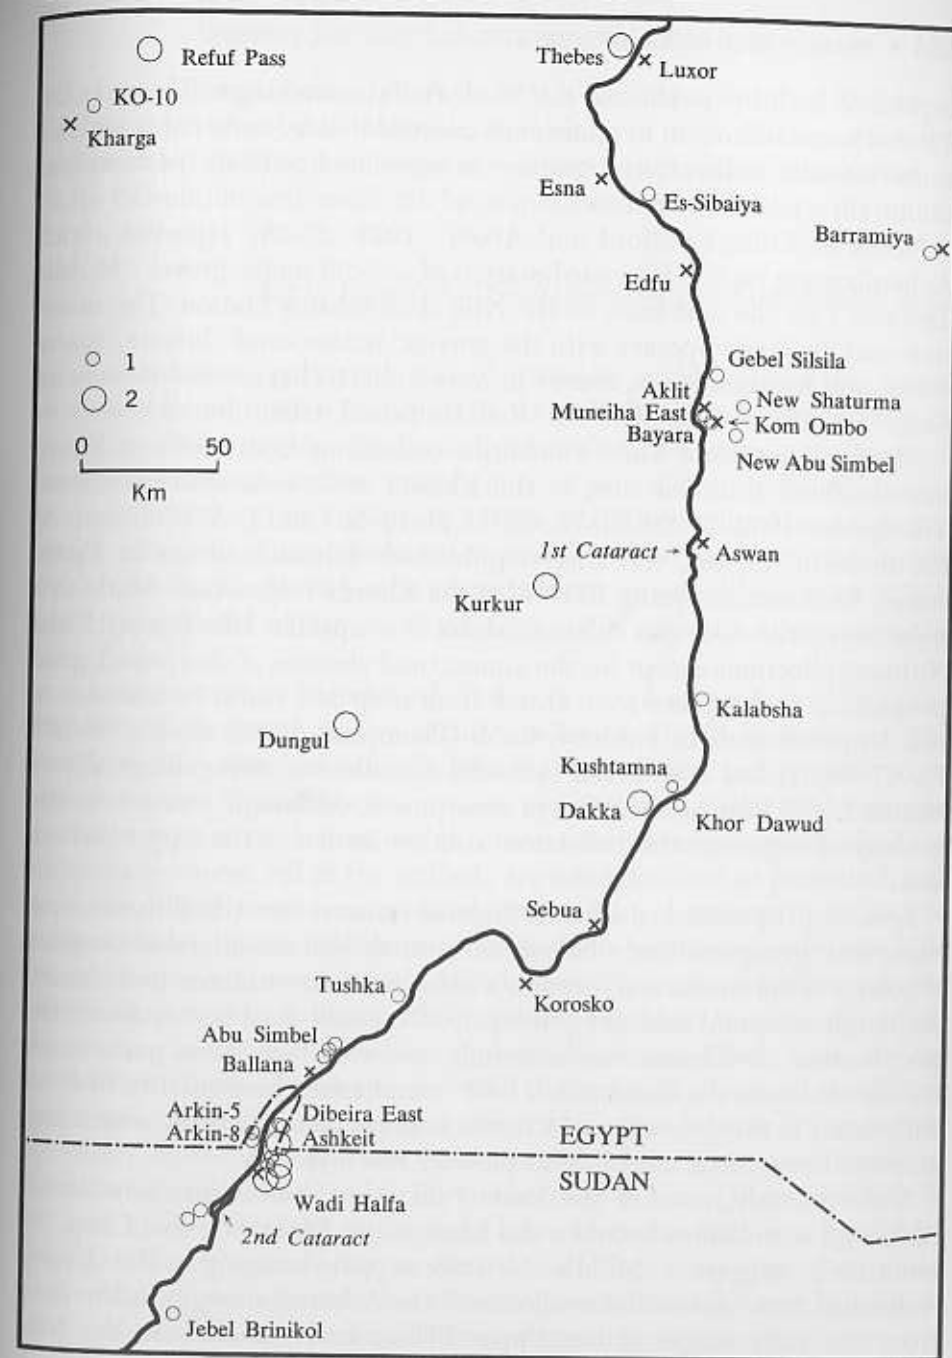 Refuf Pass
Thebes
Luxor
KO-10
Kharga
Esna
Es-Sibaiya
Barramiya
Edfu
1
2
0 50
Km
Gebel Silsila
Aklit
New Shaturma
Muneiha East
Kom Ombo
Bayara
New Abu Simbel
1st Cataract
Aswan
Kurkur
Kalabsha
Dungul
Kushtamna
Dakka
Khor Dawud
Sebua
Tushka
Korosko
Abu Simbel
Ballana
Arkin-5
Dibeira East
Arkin-8
Ashkeit
EGYPT
SUDAN
Wadi Halfa
2nd Cataract
Jebel Brinikol